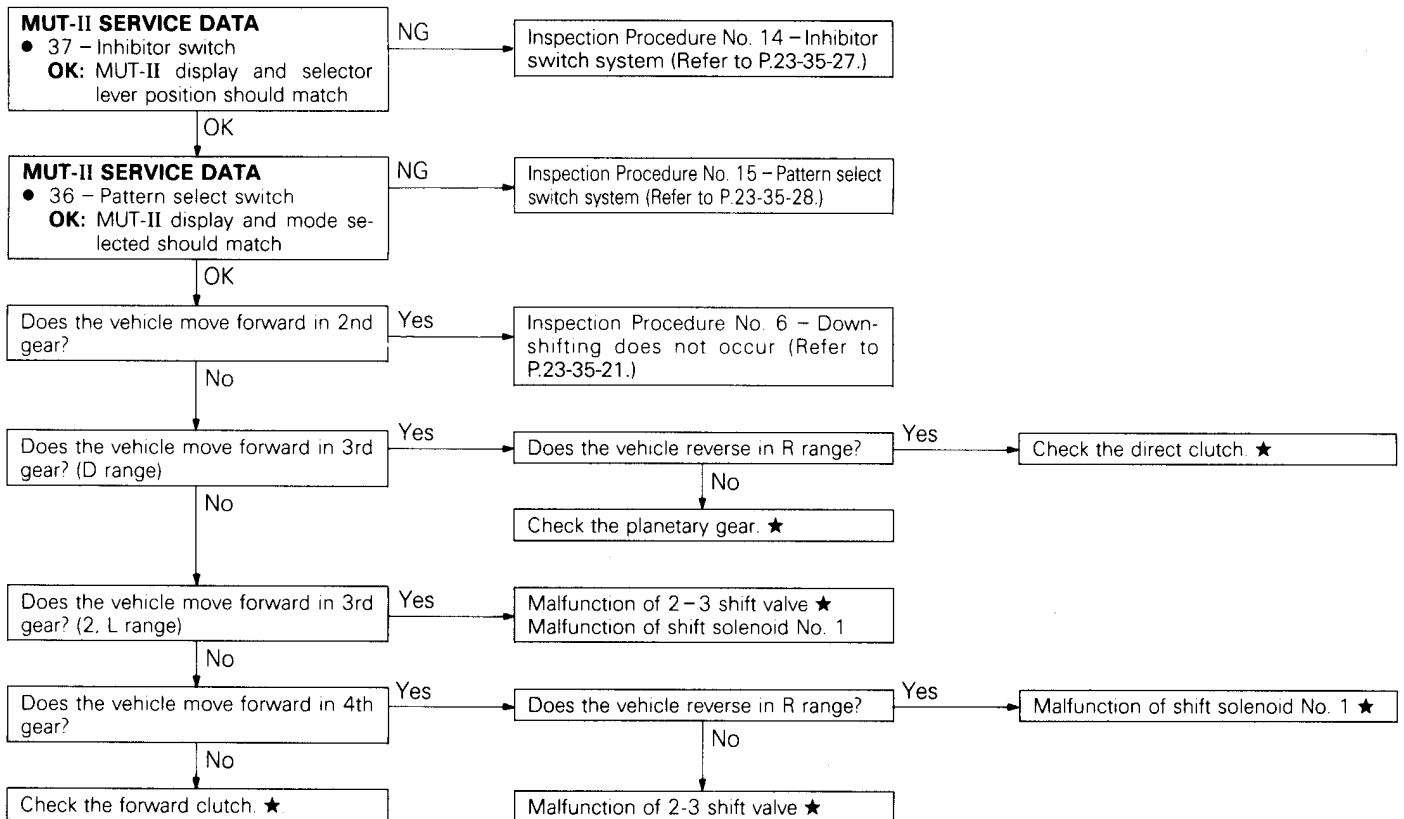 MUT-II SERVICE DATA
● 37 – Inhibitor switch
OK: MUT-II display and selector
lever position should match
NG
Inspection Procedure No. 14 – Inhibitor
switch system (Refer to P.23-35-27.)
OK
MUT-II SERVICE DATA
● 36 – Pattern select switch
OK: MUT-II display and mode se-
lected should match
NG
Inspection Procedure No. 15 – Pattern select
switch system (Refer to P.23-35-28.)
OK
Does the vehicle move forward in 2nd
gear?
Yes
Inspection Procedure No. 6 – Down-
shifting does not occur (Refer to
P.23-35-21.)
No
Does the vehicle move forward in 3rd
gear? (D range)
Yes
Does the vehicle reverse in R range?
Yes
Check the direct clutch. ★
No
Check the planetary gear. ★
No
Does the vehicle move forward in 3rd
gear? (2, L range)
Yes
Malfunction of 2–3 shift valve ★
Malfunction of shift solenoid No. 1
No
Does the vehicle move forward in 4th
gear?
Yes
Does the vehicle reverse in R range?
Yes
Malfunction of shift solenoid No. 1 ★
No
Check the forward clutch. ★
No
Malfunction of 2-3 shift valve ★